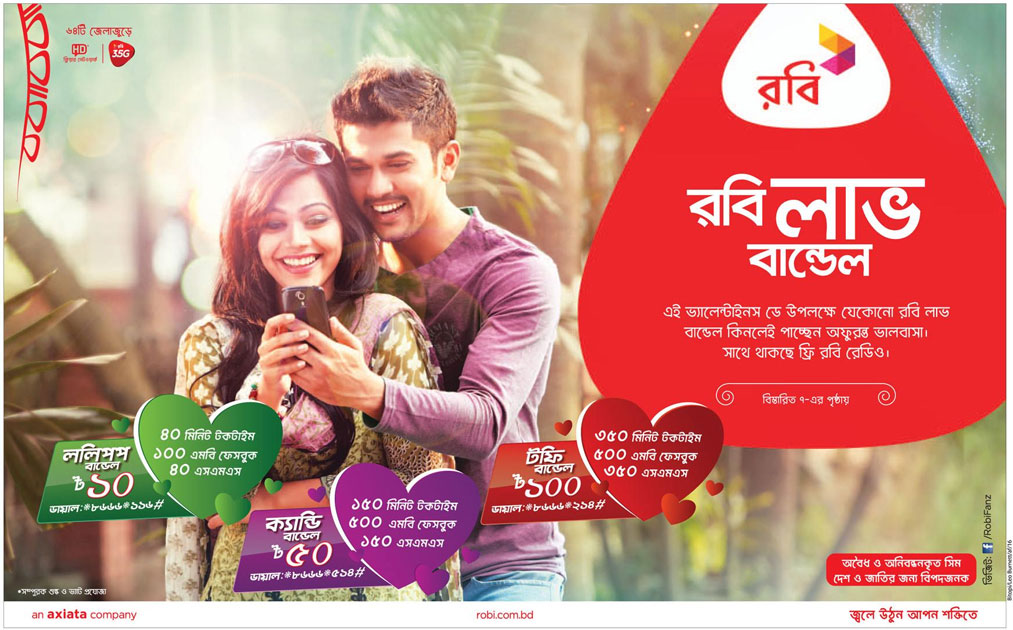 ৬৪টি জেলাজুড়ে
HD
3.5G
রবি
রবি লাভ
বান্ডেল
এই ভ্যালেন্টাইনস ডে উপলক্ষে যেকোনো রবি লাভ
বান্ডেল কিনলেই পাচ্ছেন অফুরন্ত ভালবাসা।
সাথে থাকছে ফ্রি রবি রেডিও।
বিস্তারিত ৭-এর পৃষ্ঠায়
ললিপপ
বান্ডেল
৳১০
ডায়াল:*৮৬৬৬*১১৬#
৪০ মিনিট টকটাইম
১০০ এমবি ফেসবুক
৪০ এসএমএস
ক্যান্ডি
বান্ডেল
৳৫০
ডায়াল:*৮৬৬৬*৫১৪#
১৫০ মিনিট টকটাইম
৫০০ এমবি ফেসবুক
১৫০ এসএমএস
টফি
বান্ডেল
৳১০০
ডায়াল:*৮৬৬৬*২১৪#
৩৫০ মিনিট টকটাইম
৫০০ এমবি ফেসবুক
৩৫০ এসএমএস
ভিজিট: f /RobiFanz
অবৈধ ও অনিবন্ধনকৃত সিম
দেশ ও জাতির জন্য বিপদজনক
*সম্পূরক শুল্ক ও ভ্যাট প্রযোজ্য
an axiata company
robi.com.bd
জ্বলে উঠুন আপন শক্তিতে